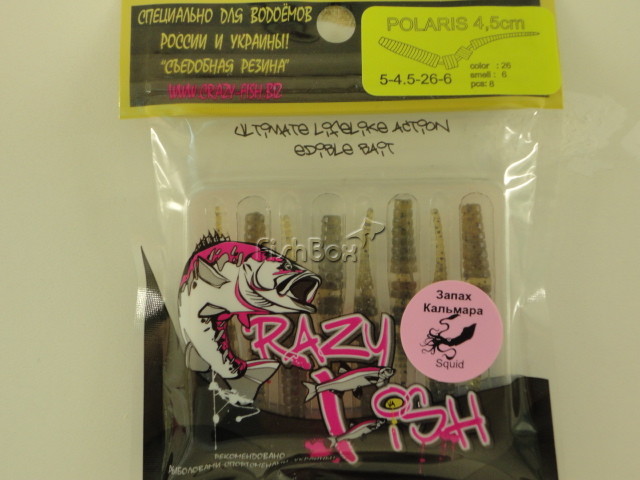 СПЕЦИАЛЬНО ДЛЯ ВОДОЁМОВ
РОССИИ И УКРАИНЫ!
"СЪЕДОБНАЯ РЕЗИНА"
WWW.CRAZY-FISH.BIZ
POLARIS 4,5cm
5-4.5-26-6
color : 26
smell : 6
pcs: 8
ULTIMATE LIFELIKE ACTION
EDIBLE BAIT
fishBox
Запах
Кальмара
Squid
CRAZY
FISH
РЕКОМЕНДОВАНО